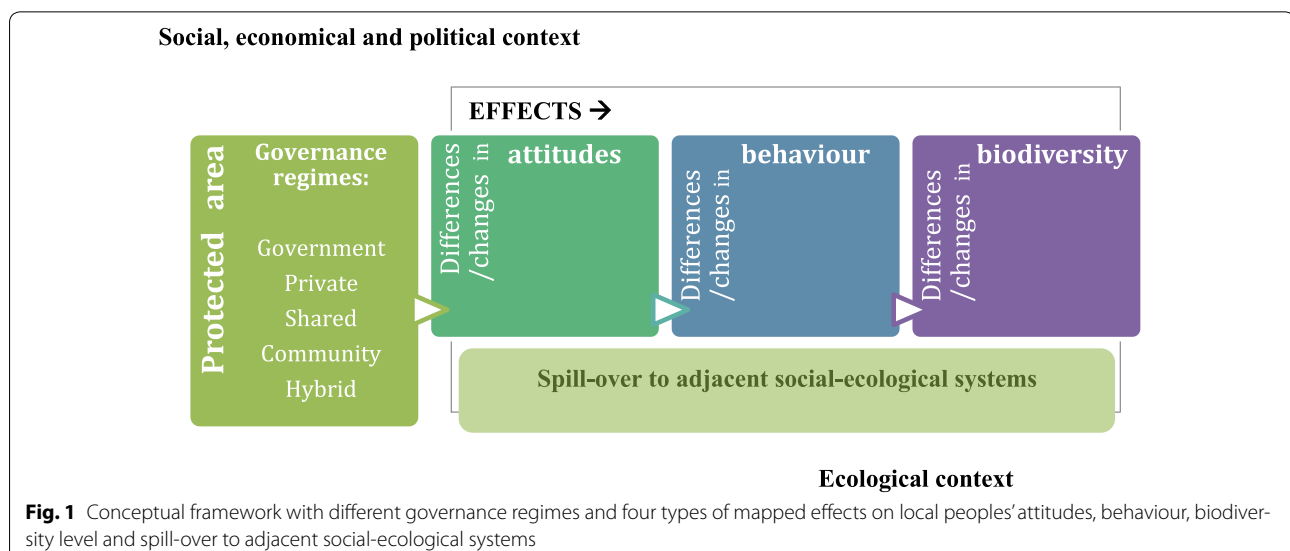 Social, economical and political context
EFFECTS →
Protected area
Governance
regimes:
Government
Private
Shared
Community
Hybrid
Differences
/changes in
attitudes
Differences
/changes in
behaviour
Differences
/changes in
biodiversity
Spill-over to adjacent social-ecological systems
Ecological context
Fig. 1 Conceptual framework with different governance regimes and four types of mapped effects on local peoples’ attitudes, behaviour, biodiver-
sity level and spill-over to adjacent social-ecological systems